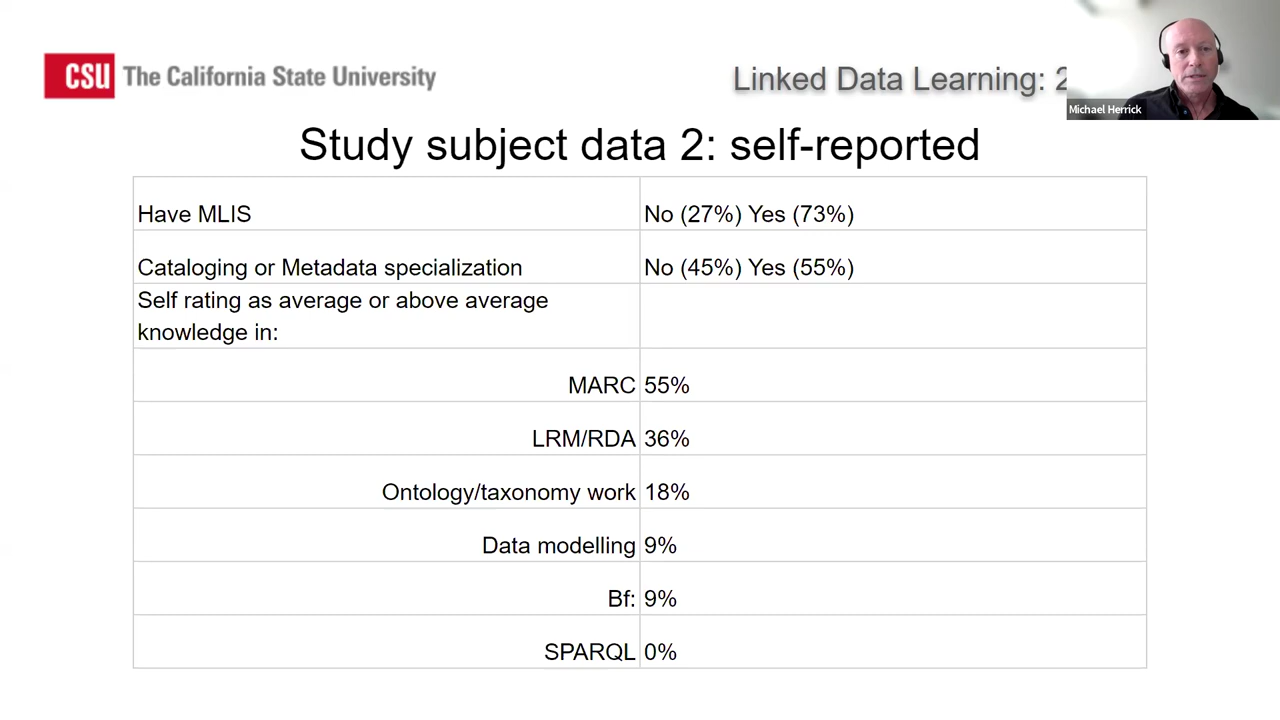 CSU The California State University
Linked Data Learning: 2
Michael Herrick
Study subject data 2: self-reported
Have MLIS No (27%) Yes (73%)
Cataloging or Metadata specialization No (45%) Yes (55%)
Self rating as average or above average
knowledge in:
MARC 55%
LRM/RDA 36%
Ontology/taxonomy work 18%
Data modelling 9%
Bf: 9%
SPARQL 0%